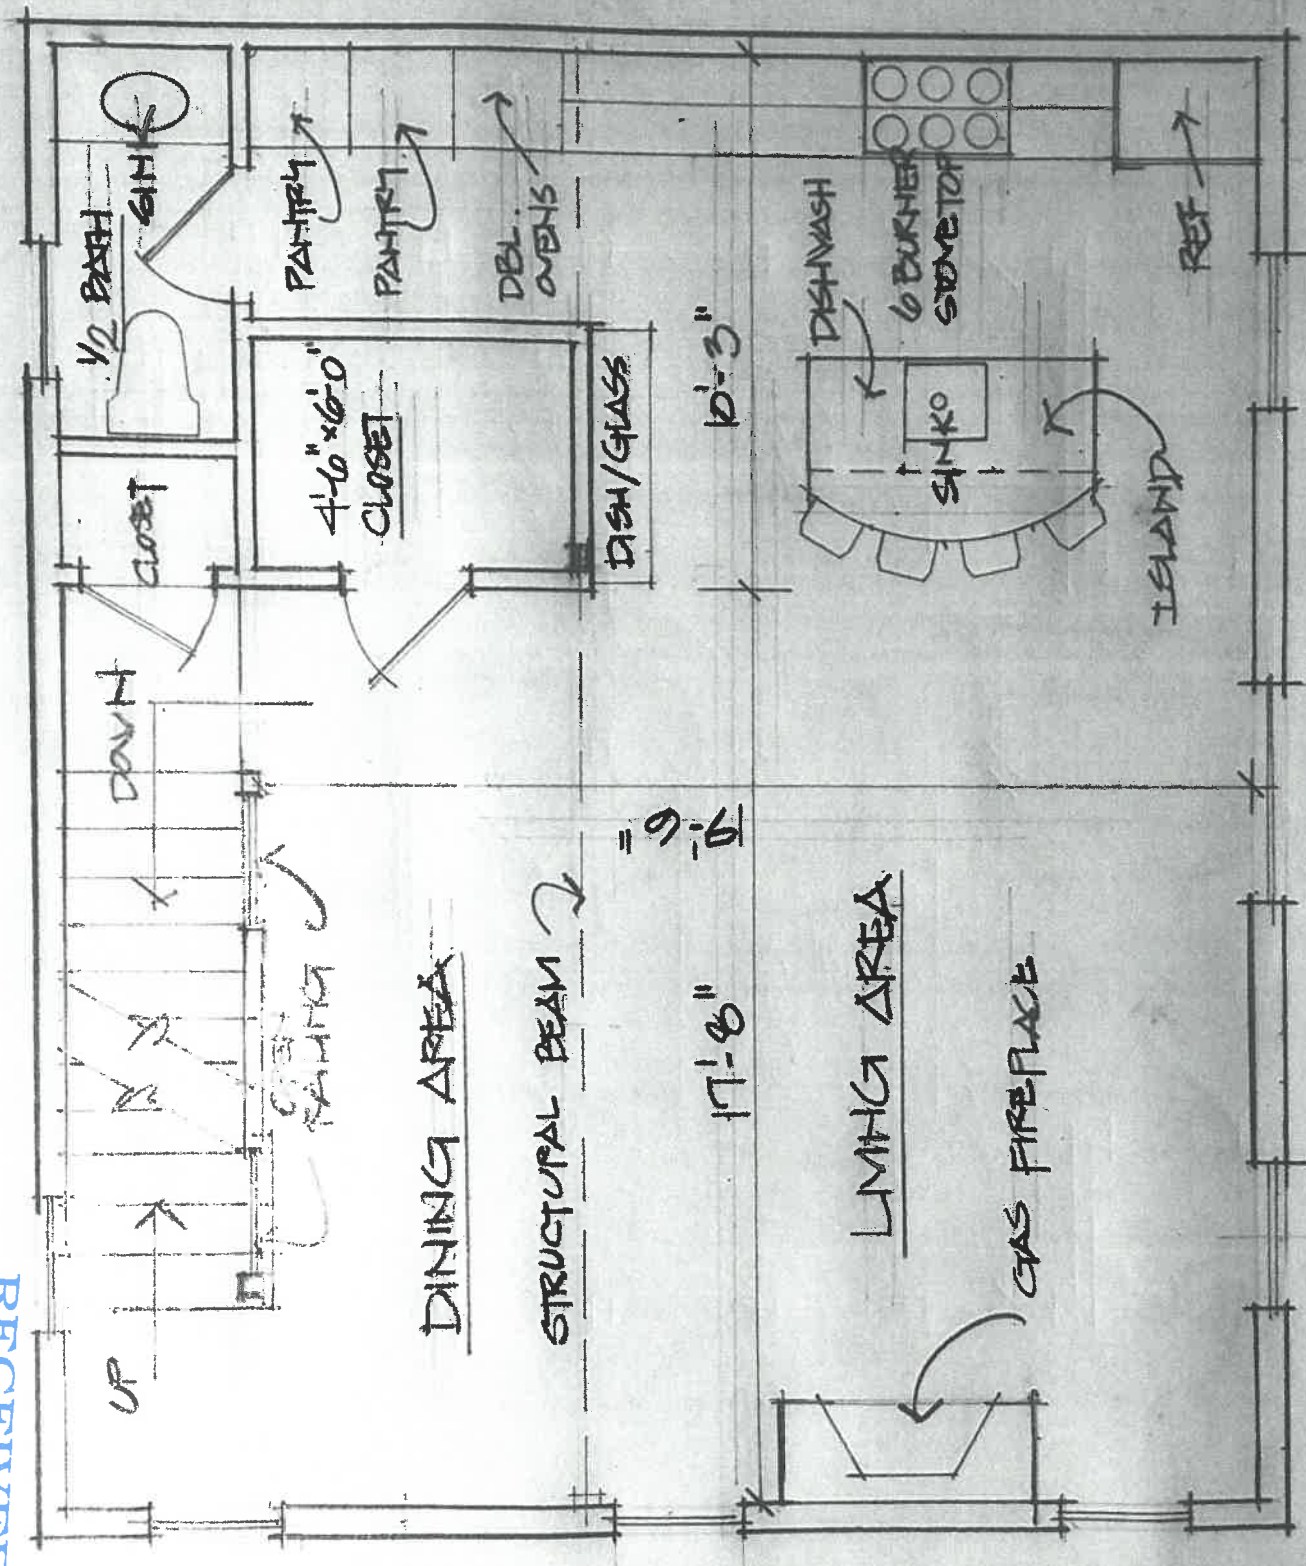 1/2 BATH
SINK
PANTRY
PANTRY
DBL.
OVENS
CLOSET
4'-6" x 6'-0"
CLOSET
DISH/GLASS
10'-3"
DISHWASH
6 BURNER
STOVE TOP
REF
SINK
ISLAND
DOWN
UP
RAILING
DINING AREA
STRUCTURAL BEAM
17'-8"
LIVING AREA
GAS FIREPLACE
RECEIVED